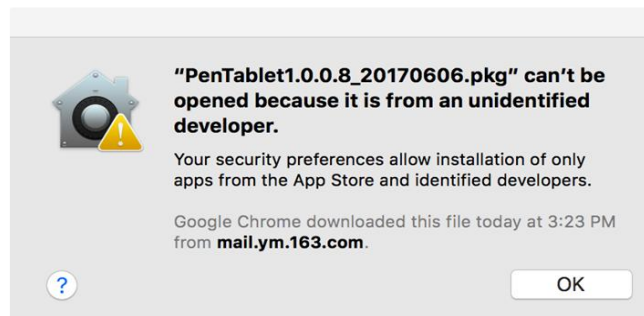 “PenTablet1.0.0.8_20170606.pkg” can’t be
opened because it is from an unidentified
developer.
Your security preferences allow installation of only
apps from the App Store and identified developers.
Google Chrome downloaded this file today at 3:23 PM
from mail.ym.163.com.
?
OK